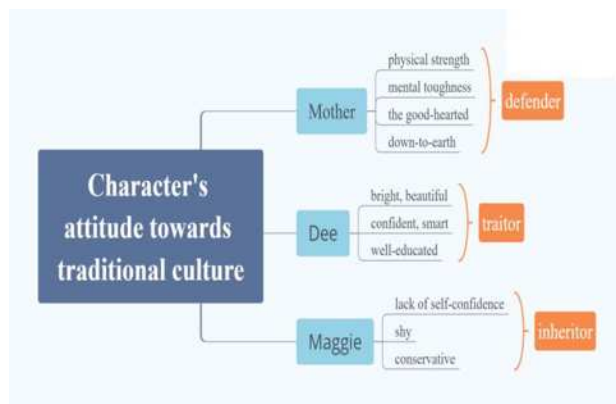 Character's
attitude towards
traditional culture
Mother
physical strength
mental toughness
the good-hearted
down-to-earth
defender
Dee
bright, beautiful
confident, smart
well-educated
traitor
Maggie
lack of self-confidence
shy
conservative
inheritor